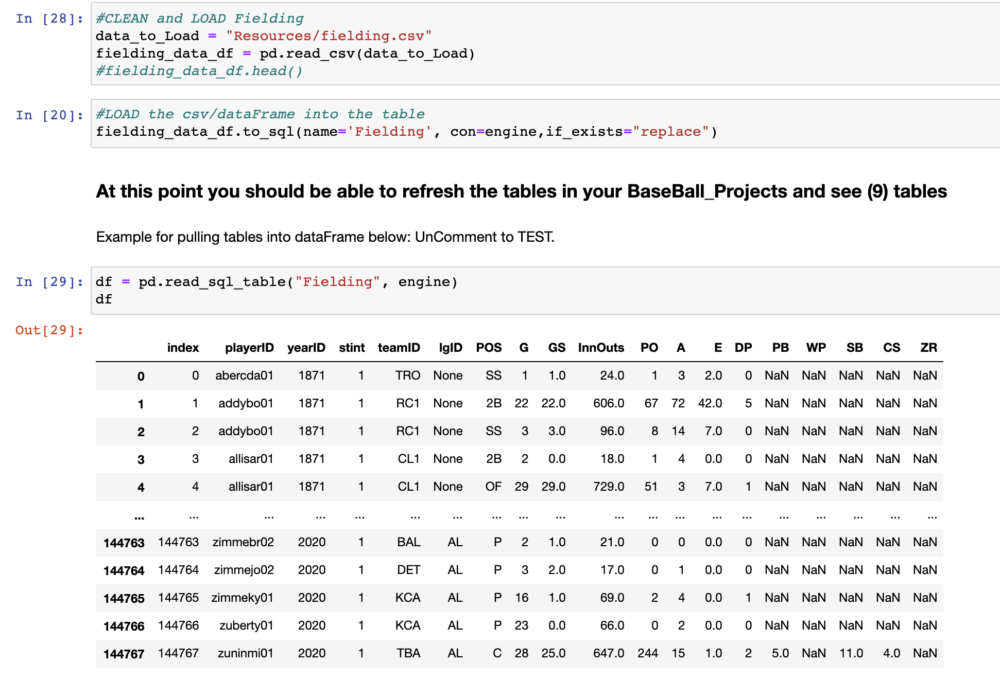 In [28]: #CLEAN and LOAD Fielding
data_to_Load = "Resources/fielding.csv"
fielding_data_df = pd.read_csv(data_to_Load)
#fielding_data_df.head()
In [20]: #LOAD the csv/dataFrame into the table
fielding_data_df.to_sql(name='Fielding', con=engine,if_exists="replace")
At this point you should be able to refresh the tables in your BaseBall_Projects and see (9) tables
Example for pulling tables into dataFrame below: UnComment to TEST.
In [29]: df = pd.read_sql_table("Fielding", engine)
df
Out[29]:
index playerID yearID stint teamID lgID POS G GS InnOuts PO A E DP PB WP SB CS ZR
0 0 abercda01 1871 1 TRO None SS 1 1.0 24.0 1 3 2.0 0 NaN NaN NaN NaN NaN
1 1 addybo01 1871 1 RC1 None 2B 22 22.0 606.0 67 72 42.0 5 NaN NaN NaN NaN NaN
2 2 addybo01 1871 1 RC1 None SS 3 3.0 96.0 8 14 7.0 0 NaN NaN NaN NaN NaN
3 3 allisar01 1871 1 CL1 None 2B 2 0.0 18.0 1 4 0.0 0 NaN NaN NaN NaN NaN
4 4 allisar01 1871 1 CL1 None OF 29 29.0 729.0 51 3 7.0 1 NaN NaN NaN NaN NaN
... ... ... ... ... ... ... ... ... ... ... ... ... ... ... ... ... ... ... ...
144763 144763 zimmebr02 2020 1 BAL AL P 2 1.0 21.0 0 0 0.0 0 NaN NaN NaN NaN NaN
144764 144764 zimmejo02 2020 1 DET AL P 3 2.0 17.0 0 1 0.0 0 NaN NaN NaN NaN NaN
144765 144765 zimmeky01 2020 1 KCA AL P 16 1.0 69.0 2 4 0.0 1 NaN NaN NaN NaN NaN
144766 144766 zuberty01 2020 1 KCA AL P 23 0.0 66.0 0 2 0.0 0 NaN NaN NaN NaN NaN
144767 144767 zuninmi01 2020 1 TBA AL C 28 25.0 647.0 244 15 1.0 2 5.0 NaN 11.0 4.0 NaN